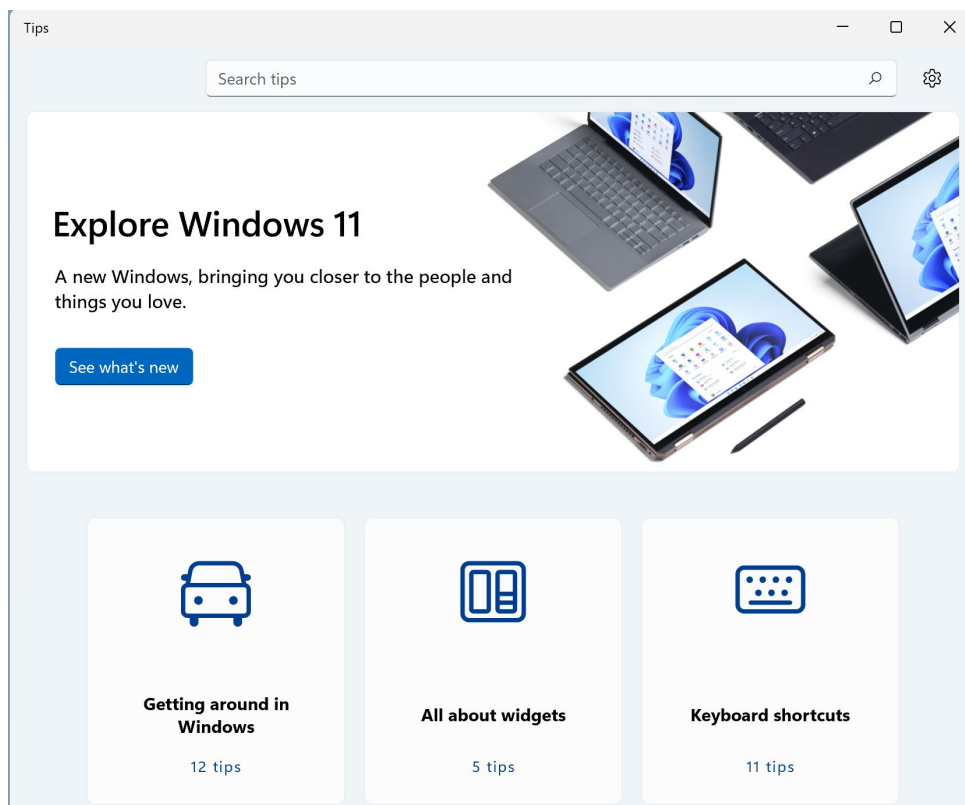 Tips
Search tips
Explore Windows 11
A new Windows, bringing you closer to the people and
things you love.
See what's new
Getting around in
Windows
12 tips
All about widgets
5 tips
Keyboard shortcuts
11 tips